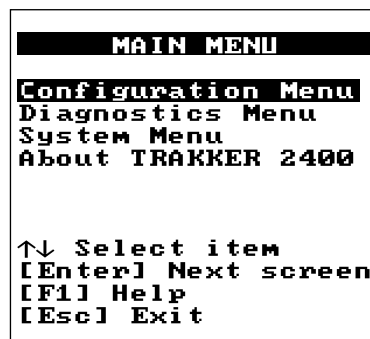 MAIN MENU
Configuration Menu
Diagnostics Menu
System Menu
About TRAKKER 2400
↑↓ Select item
[Enter] Next screen
[F1] Help
[Esc] Exit